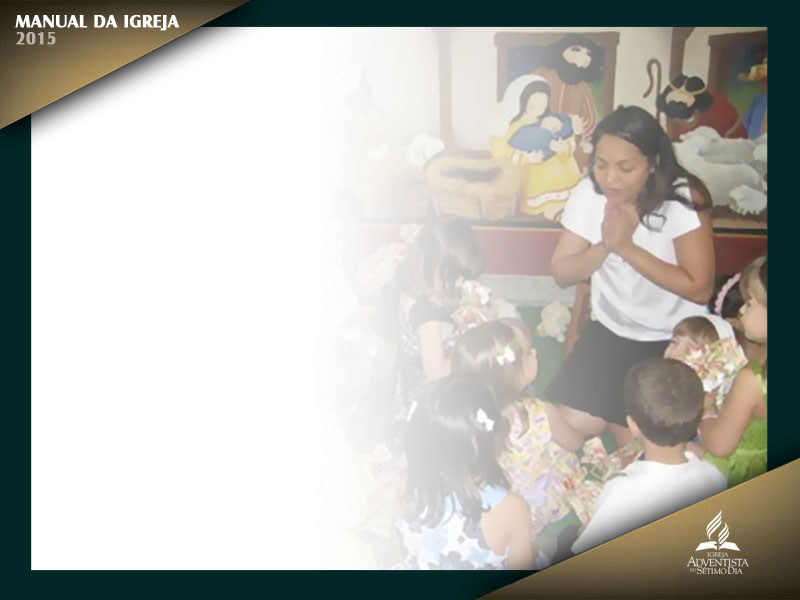 MANUAL DA IGREJA
2015
IGREJA
ADVENTISTA
DO SÉTIMO DIA